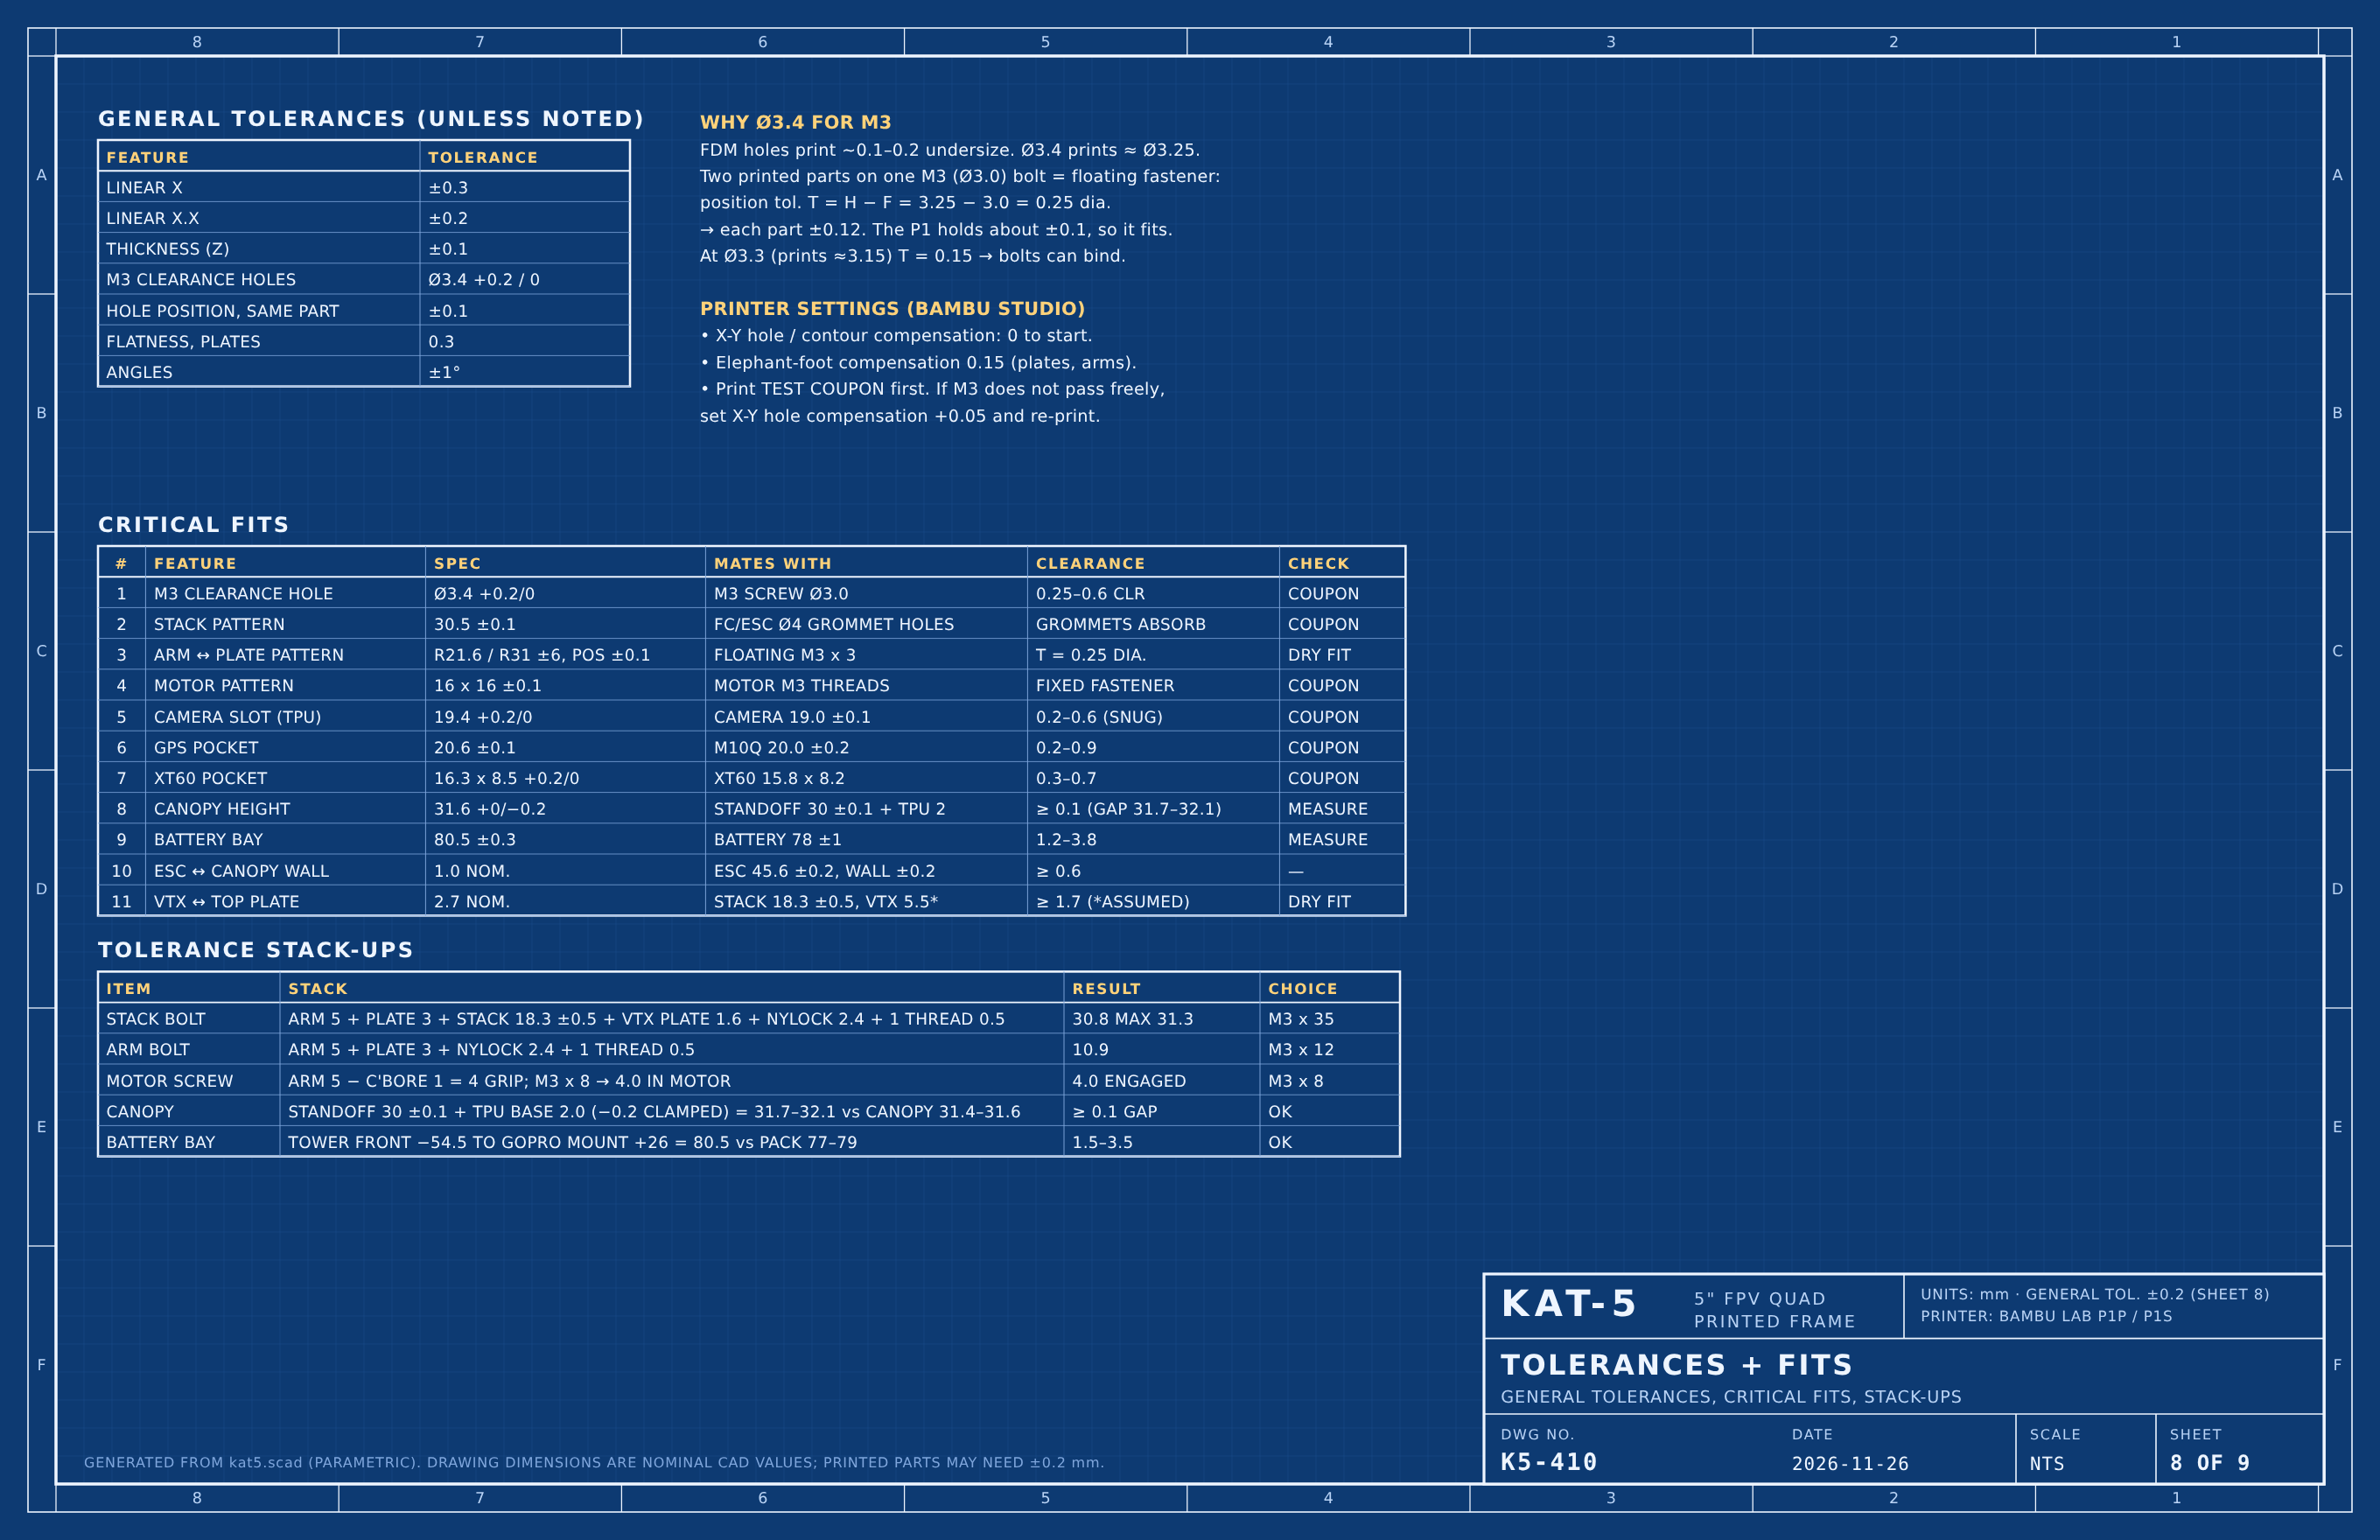 8 7 6 5 4 3 2 1
A A
B B
C C
D D
E E
F F
GENERAL TOLERANCES (UNLESS NOTED)
FEATURE TOLERANCE
LINEAR X ±0.3
LINEAR X.X ±0.2
THICKNESS (Z) ±0.1
M3 CLEARANCE HOLES Ø3.4 +0.2 / 0
HOLE POSITION, SAME PART ±0.1
FLATNESS, PLATES 0.3
ANGLES ±1°
WHY Ø3.4 FOR M3
FDM holes print ~0.1–0.2 undersize. Ø3.4 prints ≈ Ø3.25.
Two printed parts on one M3 (Ø3.0) bolt = floating fastener:
position tol. T = H − F = 3.25 − 3.0 = 0.25 dia.
→ each part ±0.12. The P1 holds about ±0.1, so it fits.
At Ø3.3 (prints ≈3.15) T = 0.15 → bolts can bind.
PRINTER SETTINGS (BAMBU STUDIO)
• X-Y hole / contour compensation: 0 to start.
• Elephant-foot compensation 0.15 (plates, arms).
• Print TEST COUPON first. If M3 does not pass freely,
set X-Y hole compensation +0.05 and re-print.
CRITICAL FITS
# FEATURE SPEC MATES WITH CLEARANCE CHECK
1 M3 CLEARANCE HOLE Ø3.4 +0.2/0 M3 SCREW Ø3.0 0.25–0.6 CLR COUPON
2 STACK PATTERN 30.5 ±0.1 FC/ESC Ø4 GROMMET HOLES GROMMETS ABSORB COUPON
3 ARM ↔ PLATE PATTERN R21.6 / R31 ±6, POS ±0.1 FLOATING M3 x 3 T = 0.25 DIA. DRY FIT
4 MOTOR PATTERN 16 x 16 ±0.1 MOTOR M3 THREADS FIXED FASTENER COUPON
5 CAMERA SLOT (TPU) 19.4 +0.2/0 CAMERA 19.0 ±0.1 0.2–0.6 (SNUG) COUPON
6 GPS POCKET 20.6 ±0.1 M10Q 20.0 ±0.2 0.2–0.9 COUPON
7 XT60 POCKET 16.3 x 8.5 +0.2/0 XT60 15.8 x 8.2 0.3–0.7 COUPON
8 CANOPY HEIGHT 31.6 +0/−0.2 STANDOFF 30 ±0.1 + TPU 2 ≥ 0.1 (GAP 31.7–32.1) MEASURE
9 BATTERY BAY 80.5 ±0.3 BATTERY 78 ±1 1.2–3.8 MEASURE
10 ESC ↔ CANOPY WALL 1.0 NOM. ESC 45.6 ±0.2, WALL ±0.2 ≥ 0.6 —
11 VTX ↔ TOP PLATE 2.7 NOM. STACK 18.3 ±0.5, VTX 5.5* ≥ 1.7 (*ASSUMED) DRY FIT
TOLERANCE STACK-UPS
ITEM STACK RESULT CHOICE
STACK BOLT ARM 5 + PLATE 3 + STACK 18.3 ±0.5 + VTX PLATE 1.6 + NYLOCK 2.4 + 1 THREAD 0.5 30.8 MAX 31.3 M3 x 35
ARM BOLT ARM 5 + PLATE 3 + NYLOCK 2.4 + 1 THREAD 0.5 10.9 M3 x 12
MOTOR SCREW ARM 5 − C'BORE 1 = 4 GRIP; M3 x 8 → 4.0 IN MOTOR 4.0 ENGAGED M3 x 8
CANOPY STANDOFF 30 ±0.1 + TPU BASE 2.0 (−0.2 CLAMPED) = 31.7–32.1 vs CANOPY 31.4–31.6 ≥ 0.1 GAP OK
BATTERY BAY TOWER FRONT −54.5 TO GOPRO MOUNT +26 = 80.5 vs PACK 77–79 1.5–3.5 OK
KAT-5
5" FPV QUAD
PRINTED FRAME
UNITS: mm · GENERAL TOL. ±0.2 (SHEET 8)
PRINTER: BAMBU LAB P1P / P1S
TOLERANCES + FITS
GENERAL TOLERANCES, CRITICAL FITS, STACK-UPS
DWG NO. DATE SCALE SHEET
K5-410 2026-11-26 NTS 8 OF 9
GENERATED FROM kat5.scad (PARAMETRIC). DRAWING DIMENSIONS ARE NOMINAL CAD VALUES; PRINTED PARTS MAY NEED ±0.2 mm.
8 7 6 5 4 3 2 1